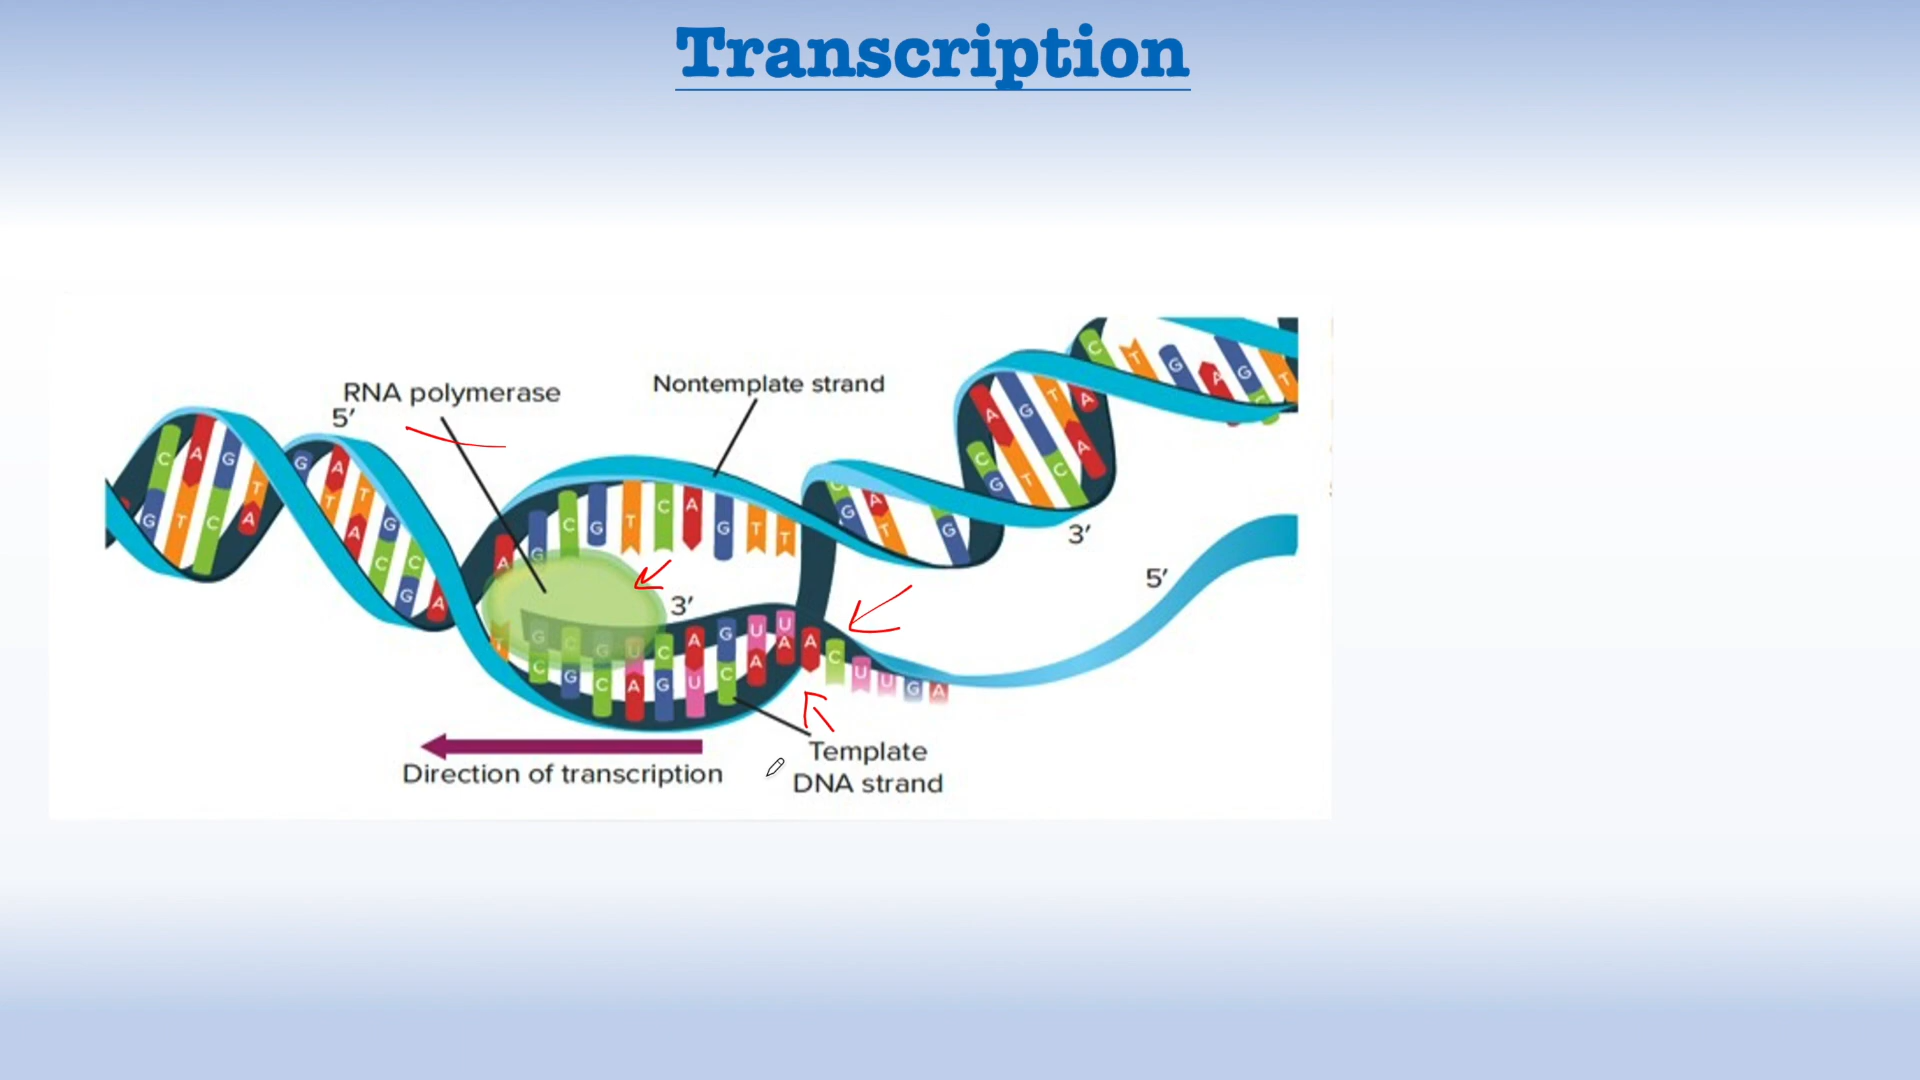 Transcription
RNA polymerase
5′
Nontemplate strand
C T G A G T
A G T A
C A G T
G A T G
C G T C A G T T
A G
C A G T
G T C A
G A T G
T A C C
G A
C G T C
3′
5′
3′
T G C G U C A G U U
C G C A G U C A A A
A C U U G A
Direction of transcription
Template
DNA strand